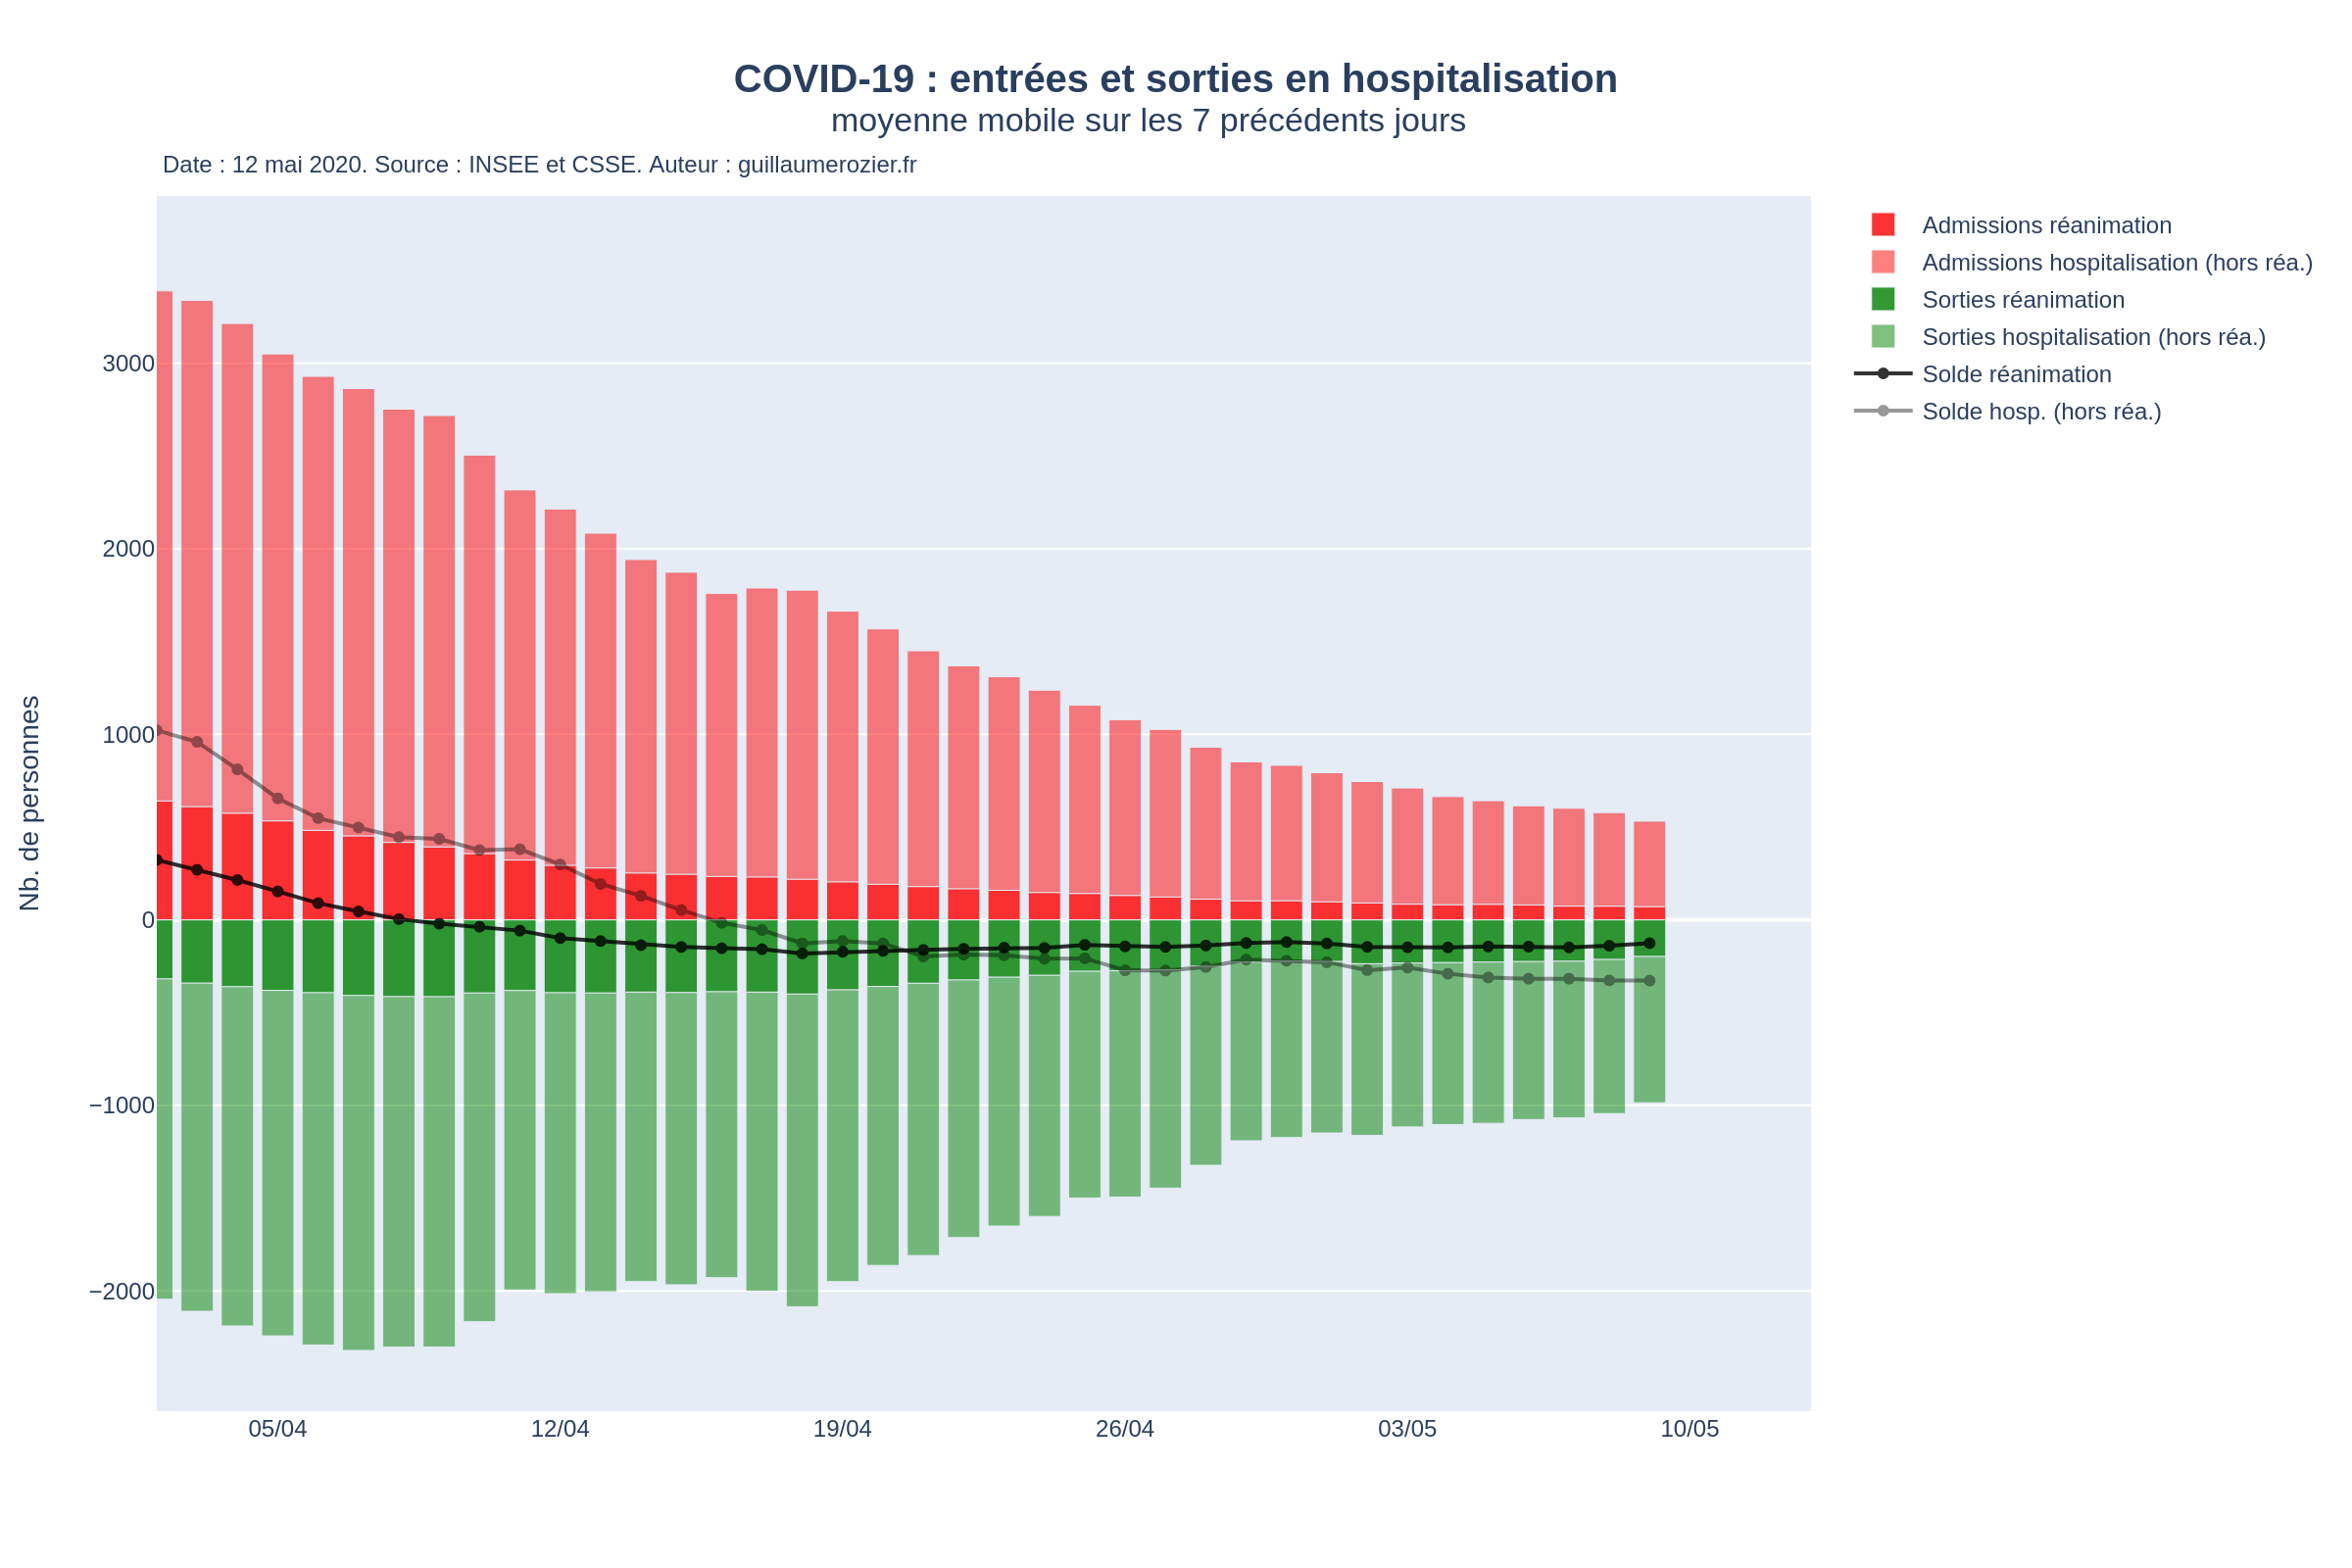 COVID-19 : entrées et sorties en hospitalisation
moyenne mobile sur les 7 précédents jours
Date : 12 mai 2020. Source : INSEE et CSSE. Auteur : guillaumerozier.fr
Admissions réanimation
Admissions hospitalisation (hors réa.)
Sorties réanimation
Sorties hospitalisation (hors réa.)
Solde réanimation
Solde hosp. (hors réa.)
Nb. de personnes
3000
2000
1000
0
−1000
−2000
05/04
12/04
19/04
26/04
03/05
10/05